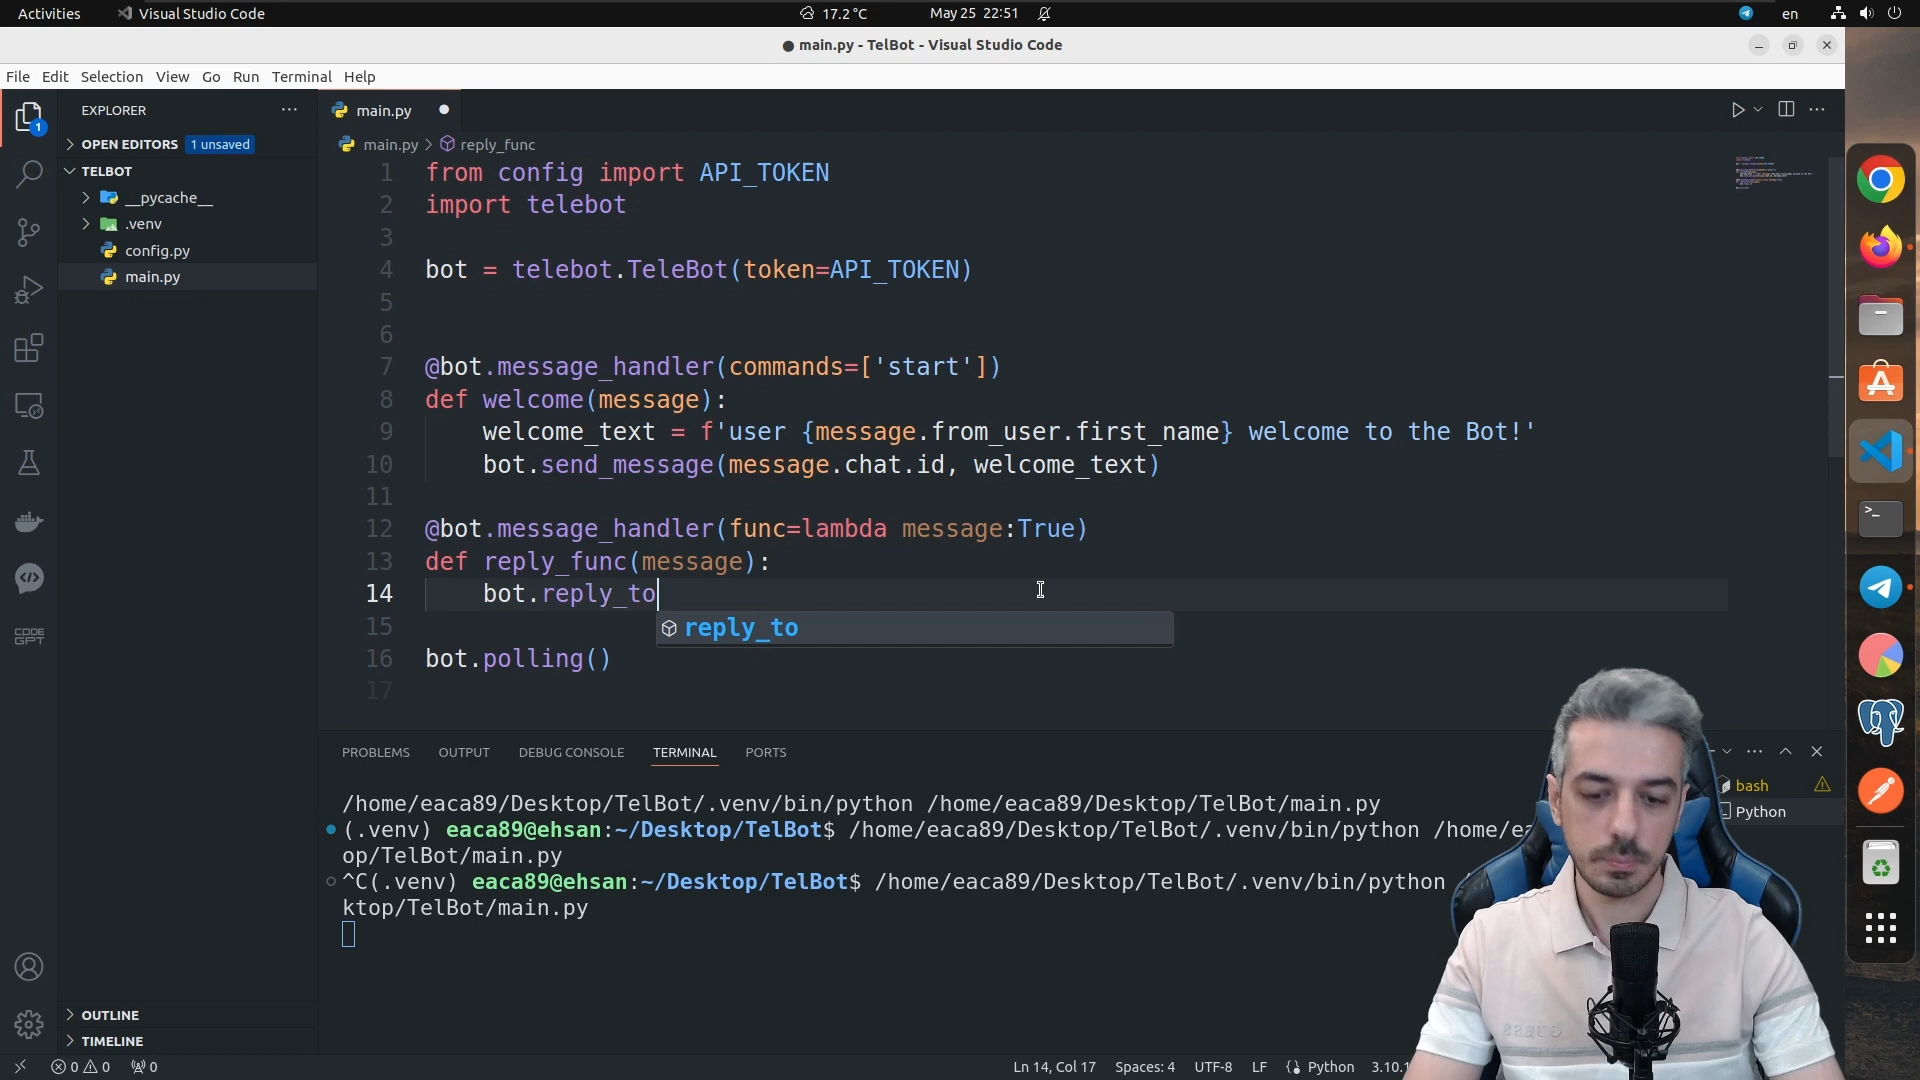 Activities Visual Studio Code 17.2 °C May 25 22:51 en
● main.py - TelBot - Visual Studio Code
File Edit Selection View Go Run Terminal Help
EXPLORER
main.py
1
OPEN EDITORS 1 unsaved
main.py > reply_func
TELBOT
__pycache__
.venv
config.py
main.py
1 from config import API_TOKEN
2 import telebot
3
4 bot = telebot.TeleBot(token=API_TOKEN)
5
6
7 @bot.message_handler(commands=['start'])
8 def welcome(message):
9 welcome_text = f'user {message.from_user.first_name} welcome to the Bot!'
10 bot.send_message(message.chat.id, welcome_text)
11
12 @bot.message_handler(func=lambda message:True)
13 def reply_func(message):
14 bot.reply_to
reply_to
15
16 bot.polling()
17
CODE
GPT
PROBLEMS OUTPUT DEBUG CONSOLE TERMINAL PORTS
bash
Python
/home/eaca89/Desktop/TelBot/.venv/bin/python /home/eaca89/Desktop/TelBot/main.py
(.venv) eaca89@ehsan:~/Desktop/TelBot$ /home/eaca89/Desktop/TelBot/.venv/bin/python
op/TelBot/main.py
^C(.venv) eaca89@ehsan:~/Desktop/TelBot$ /home/eaca89/Desktop/TelBot/.venv/bin/python
ktop/TelBot/main.py
OUTLINE
TIMELINE
0 0 0 Ln 14, Col 17 Spaces: 4 UTF-8 LF Python 3.10.1